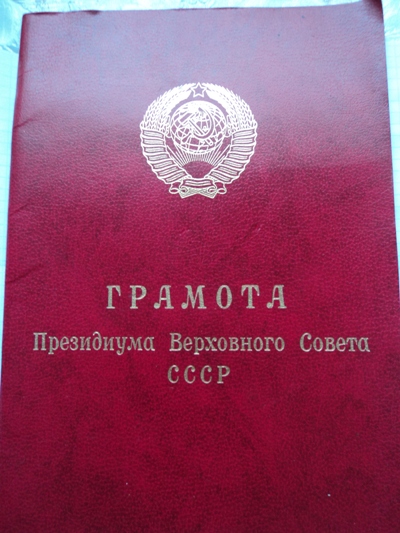 ГРАМОТА
Президиума Верховного Совета
СССР